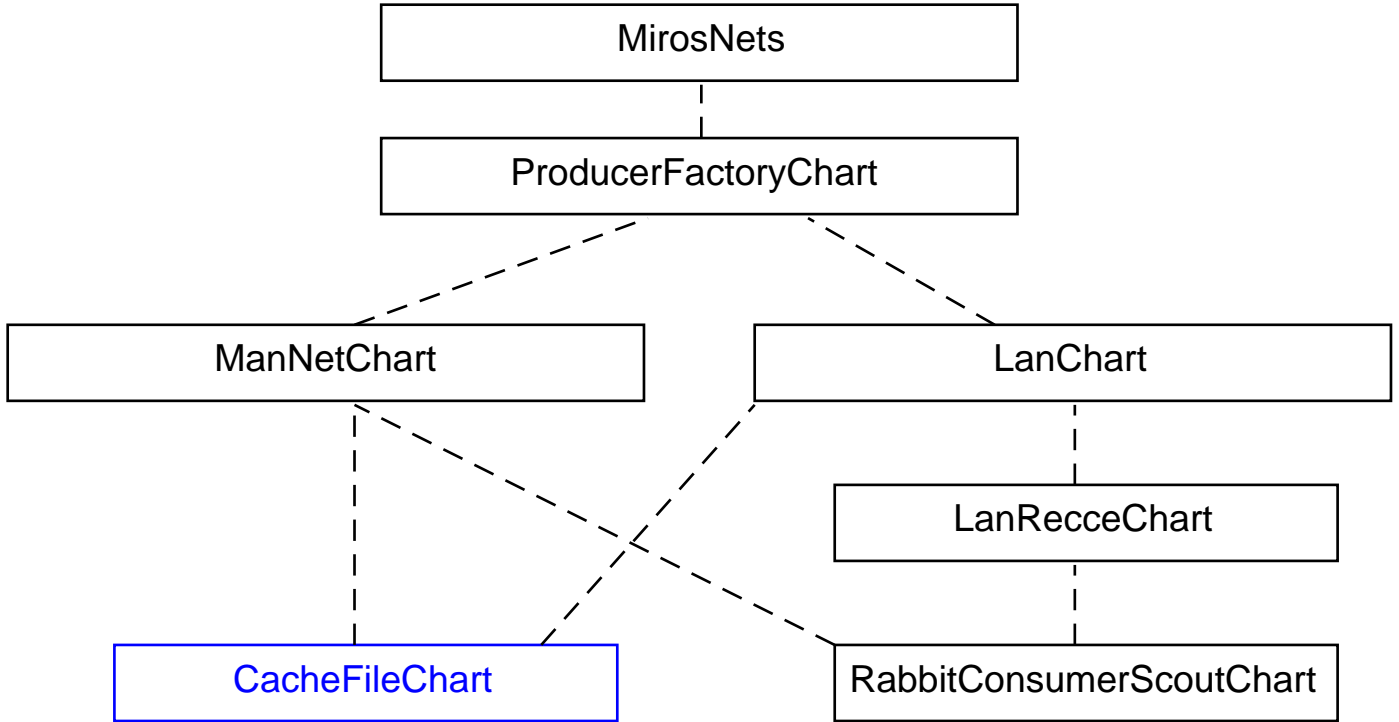 MirosNets
ProducerFactoryChart
ManNetChart
LanChart
LanRecceChart
CacheFileChart
RabbitConsumerScoutChart